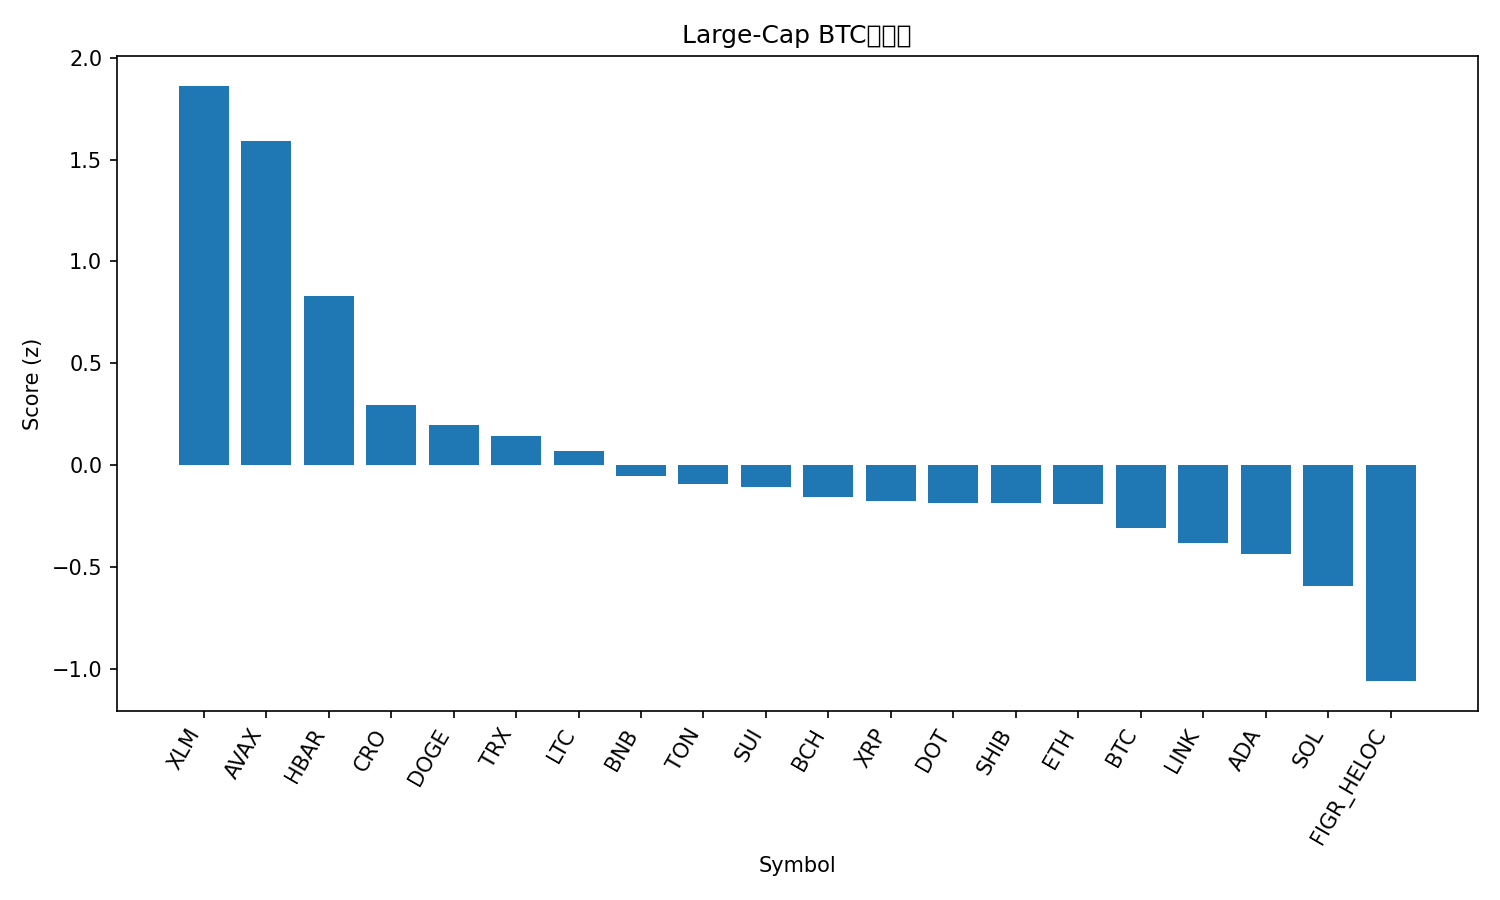 Large-Cap BTC
Score (z)
2.0
1.5
1.0
0.5
0.0
−0.5
−1.0
XLM
AVAX
HBAR
CRO
DOGE
TRX
LTC
BNB
TON
SUI
BCH
XRP
DOT
SHIB
ETH
BTC
LINK
ADA
SOL
FIGR_HELOC
Symbol